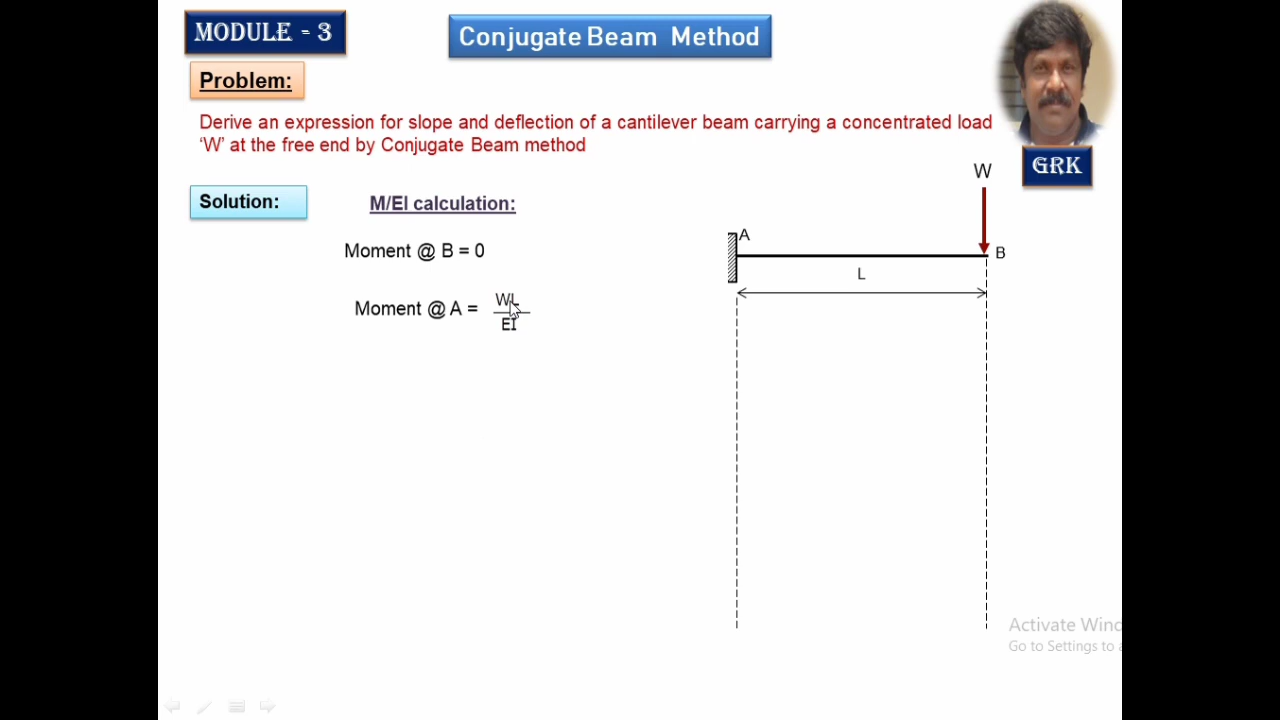 MODULE - 3
Conjugate Beam Method
Problem:
Derive an expression for slope and deflection of a cantilever beam carrying a concentrated load
‘W’ at the free end by Conjugate Beam method
GRK
W
Solution:
M/EI calculation:
A
Moment @ B = 0
B
L
Moment @ A = WL
EI
Activate Winc
Go to Settings to a